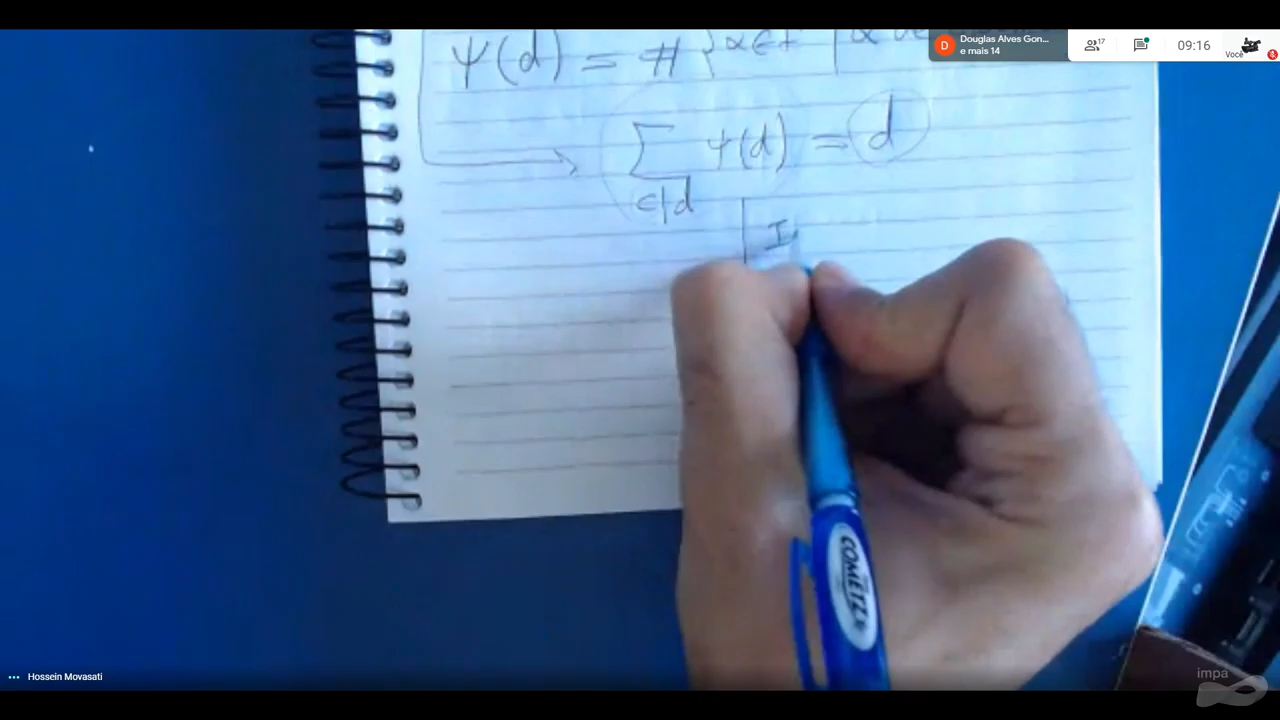 Douglas Alves Gon...
e mais 14
17
09:16
Você
Ψ(d) = # { α ∈ F | α
∑ ψ(d) = d
c|d
I
COMETZ
Hossein Movasati
impa